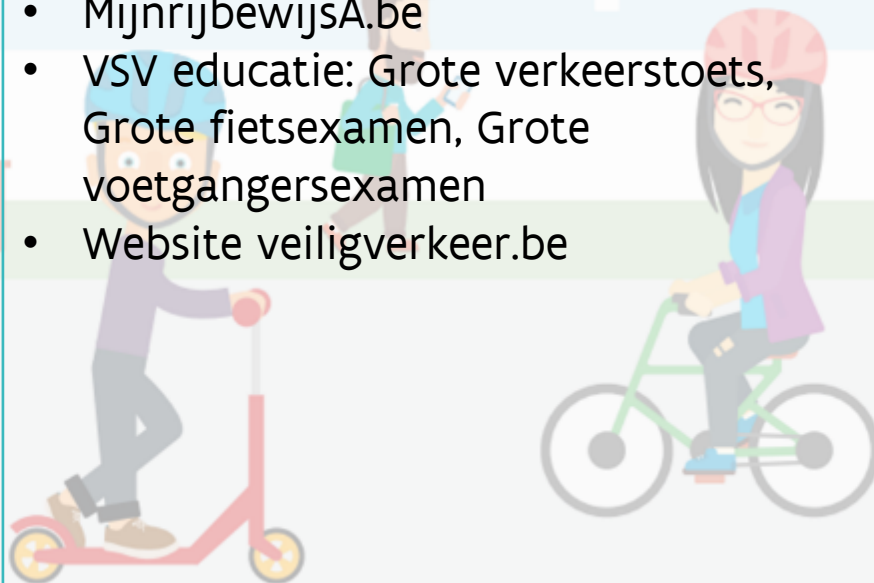 • MijnrijbewijsA.be
• VSV educatie: Grote verkeerstoets,
Grote fietsexamen, Grote
voetgangersexamen
• Website veiligverkeer.be